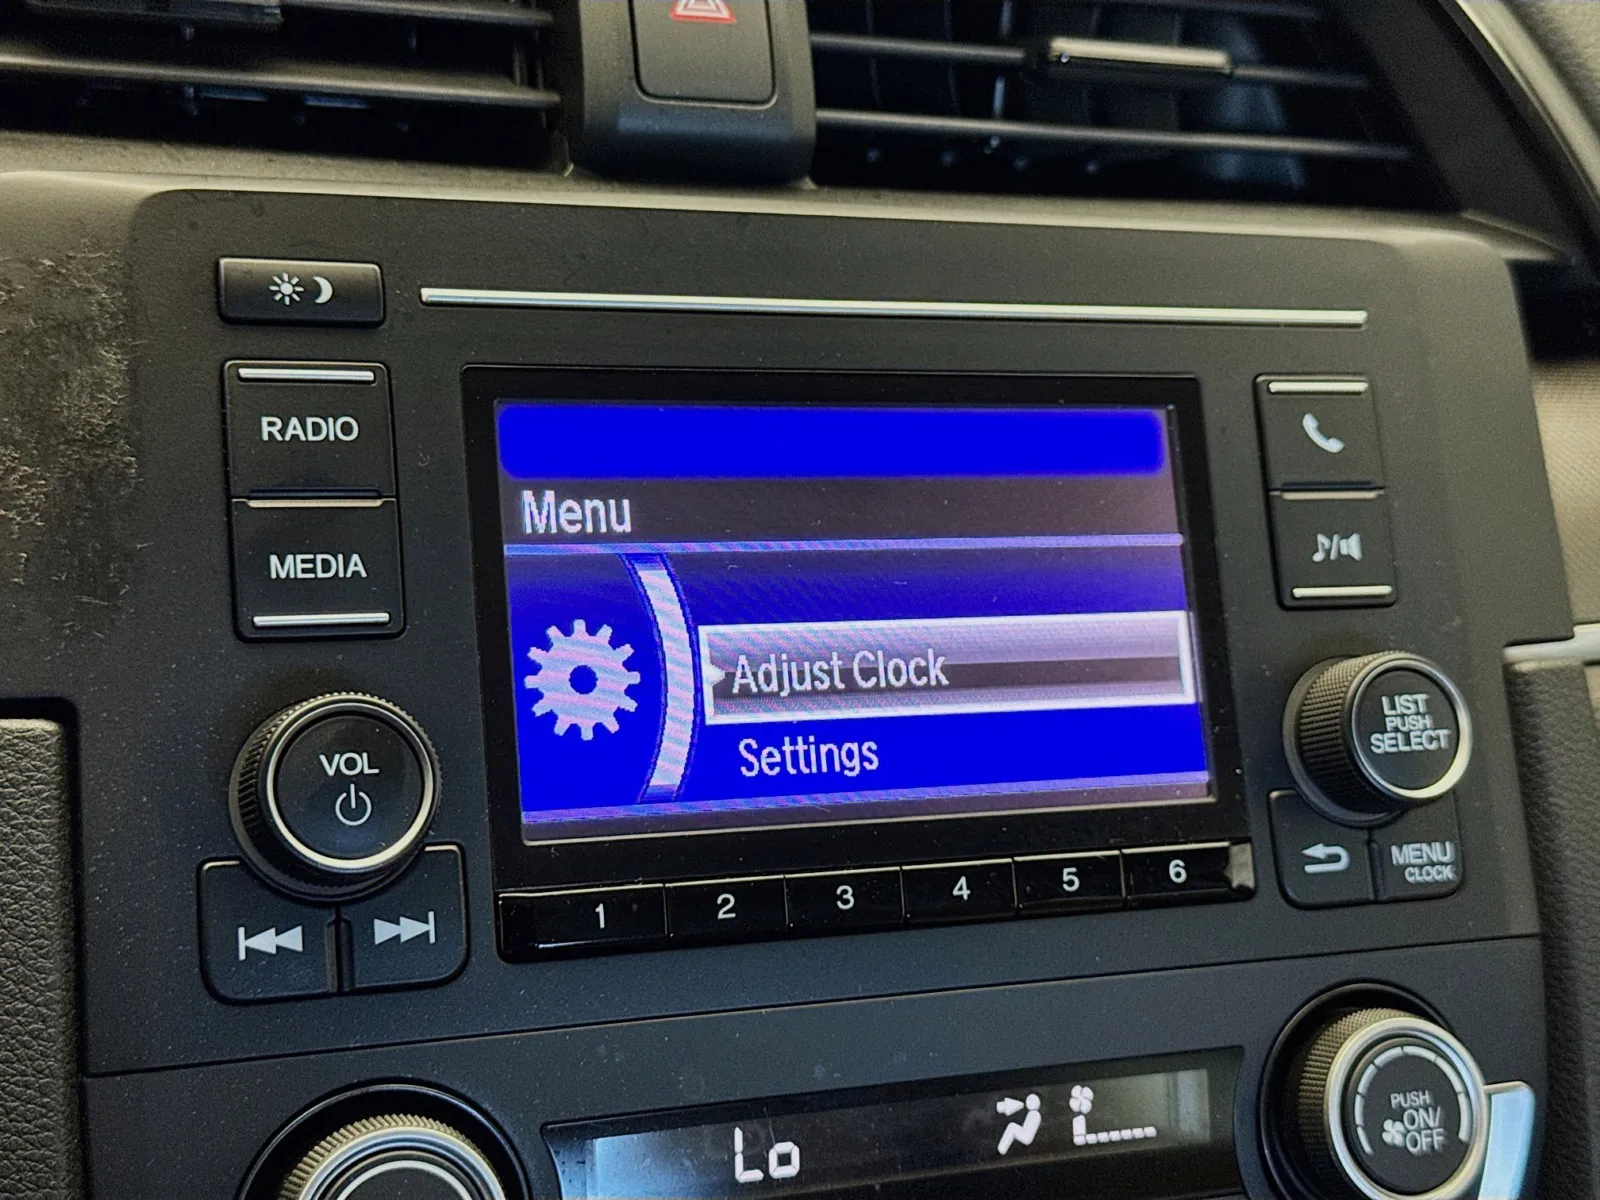 RADIO
MEDIA
Menu
Adjust Clock
Settings
VOL
LIST
PUSH
SELECT
MENU
CLOCK
1 2 3 4 5 6
Lo
PUSH
ON/
OFF